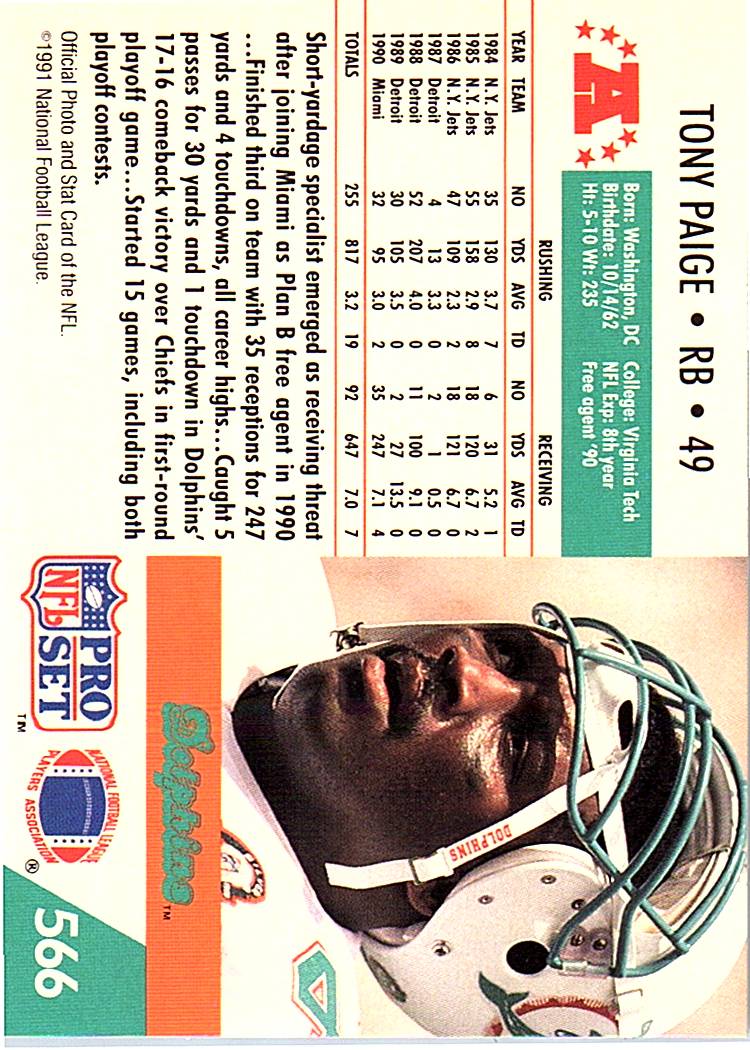 TONY PAIGE • RB • 49
A
Born: Washington, DC College: Virginia Tech
Birthdate: 10/14/62 NFL Exp: 8th year
Ht: 5-10 Wt: 235 Free agent '90
RUSHING RECEIVING
YEAR TEAM NO YDS AVG TD NO YDS AVG TD
1984 N.Y. Jets 35 130 3.7 7 6 31 5.2 1
1985 N.Y. Jets 55 158 2.9 8 18 120 6.7 2
1986 N.Y. Jets 47 109 2.3 2 18 121 6.7 0
1987 Detroit 4 13 3.3 0 2 1 0.5 0
1988 Detroit 52 207 4.0 0 11 100 9.1 0
1989 Detroit 30 105 3.5 0 2 27 13.5 0
1990 Miami 32 95 3.0 2 35 247 7.1 4
TOTALS 255 817 3.2 19 92 647 7.0 7
Short-yardage specialist emerged as receiving threat
after joining Miami as Plan B free agent in 1990
...Finished third on team with 35 receptions for 247
yards and 4 touchdowns, all career highs...Caught 5
passes for 30 yards and 1 touchdown in Dolphins'
17-16 comeback victory over Chiefs in first-round
playoff game...Started 15 games, including both
playoff contests.
Official Photo and Stat Card of the NFL.
©1991 National Football League.
DOLPHINS
Dolphins™
NFL PRO SET™
NATIONAL FOOTBALL LEAGUE
PLAYERS ASSOCIATION®
566